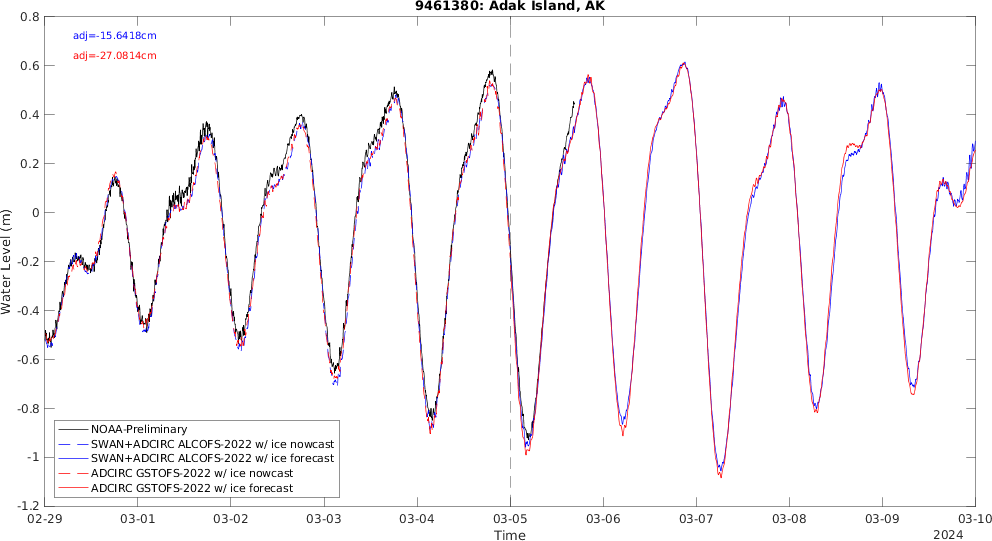 9461380: Adak Island, AK
adj=-15.6418cm
adj=-27.0814cm
0.8
0.6
0.4
0.2
0
-0.2
-0.4
-0.6
-0.8
-1
-1.2
Water Level (m)
NOAA-Preliminary
SWAN+ADCIRC ALCOFS-2022 w/ ice nowcast
SWAN+ADCIRC ALCOFS-2022 w/ ice forecast
ADCIRC GSTOFS-2022 w/ ice nowcast
ADCIRC GSTOFS-2022 w/ ice forecast
02-29 03-01 03-02 03-03 03-04 03-05 03-06 03-07 03-08 03-09 03-10
Time
2024